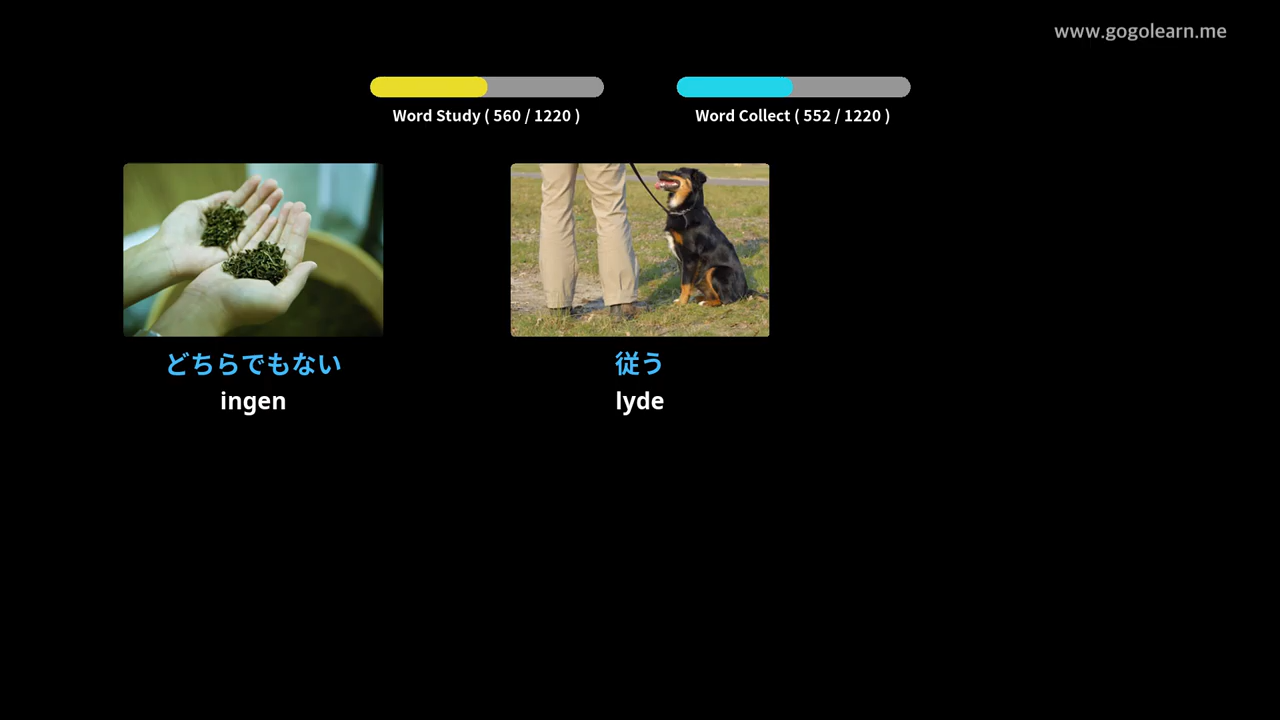 www.gogolearn.me
Word Study ( 560 / 1220 )
Word Collect ( 552 / 1220 )
どちらでもない
ingen
従う
lyde